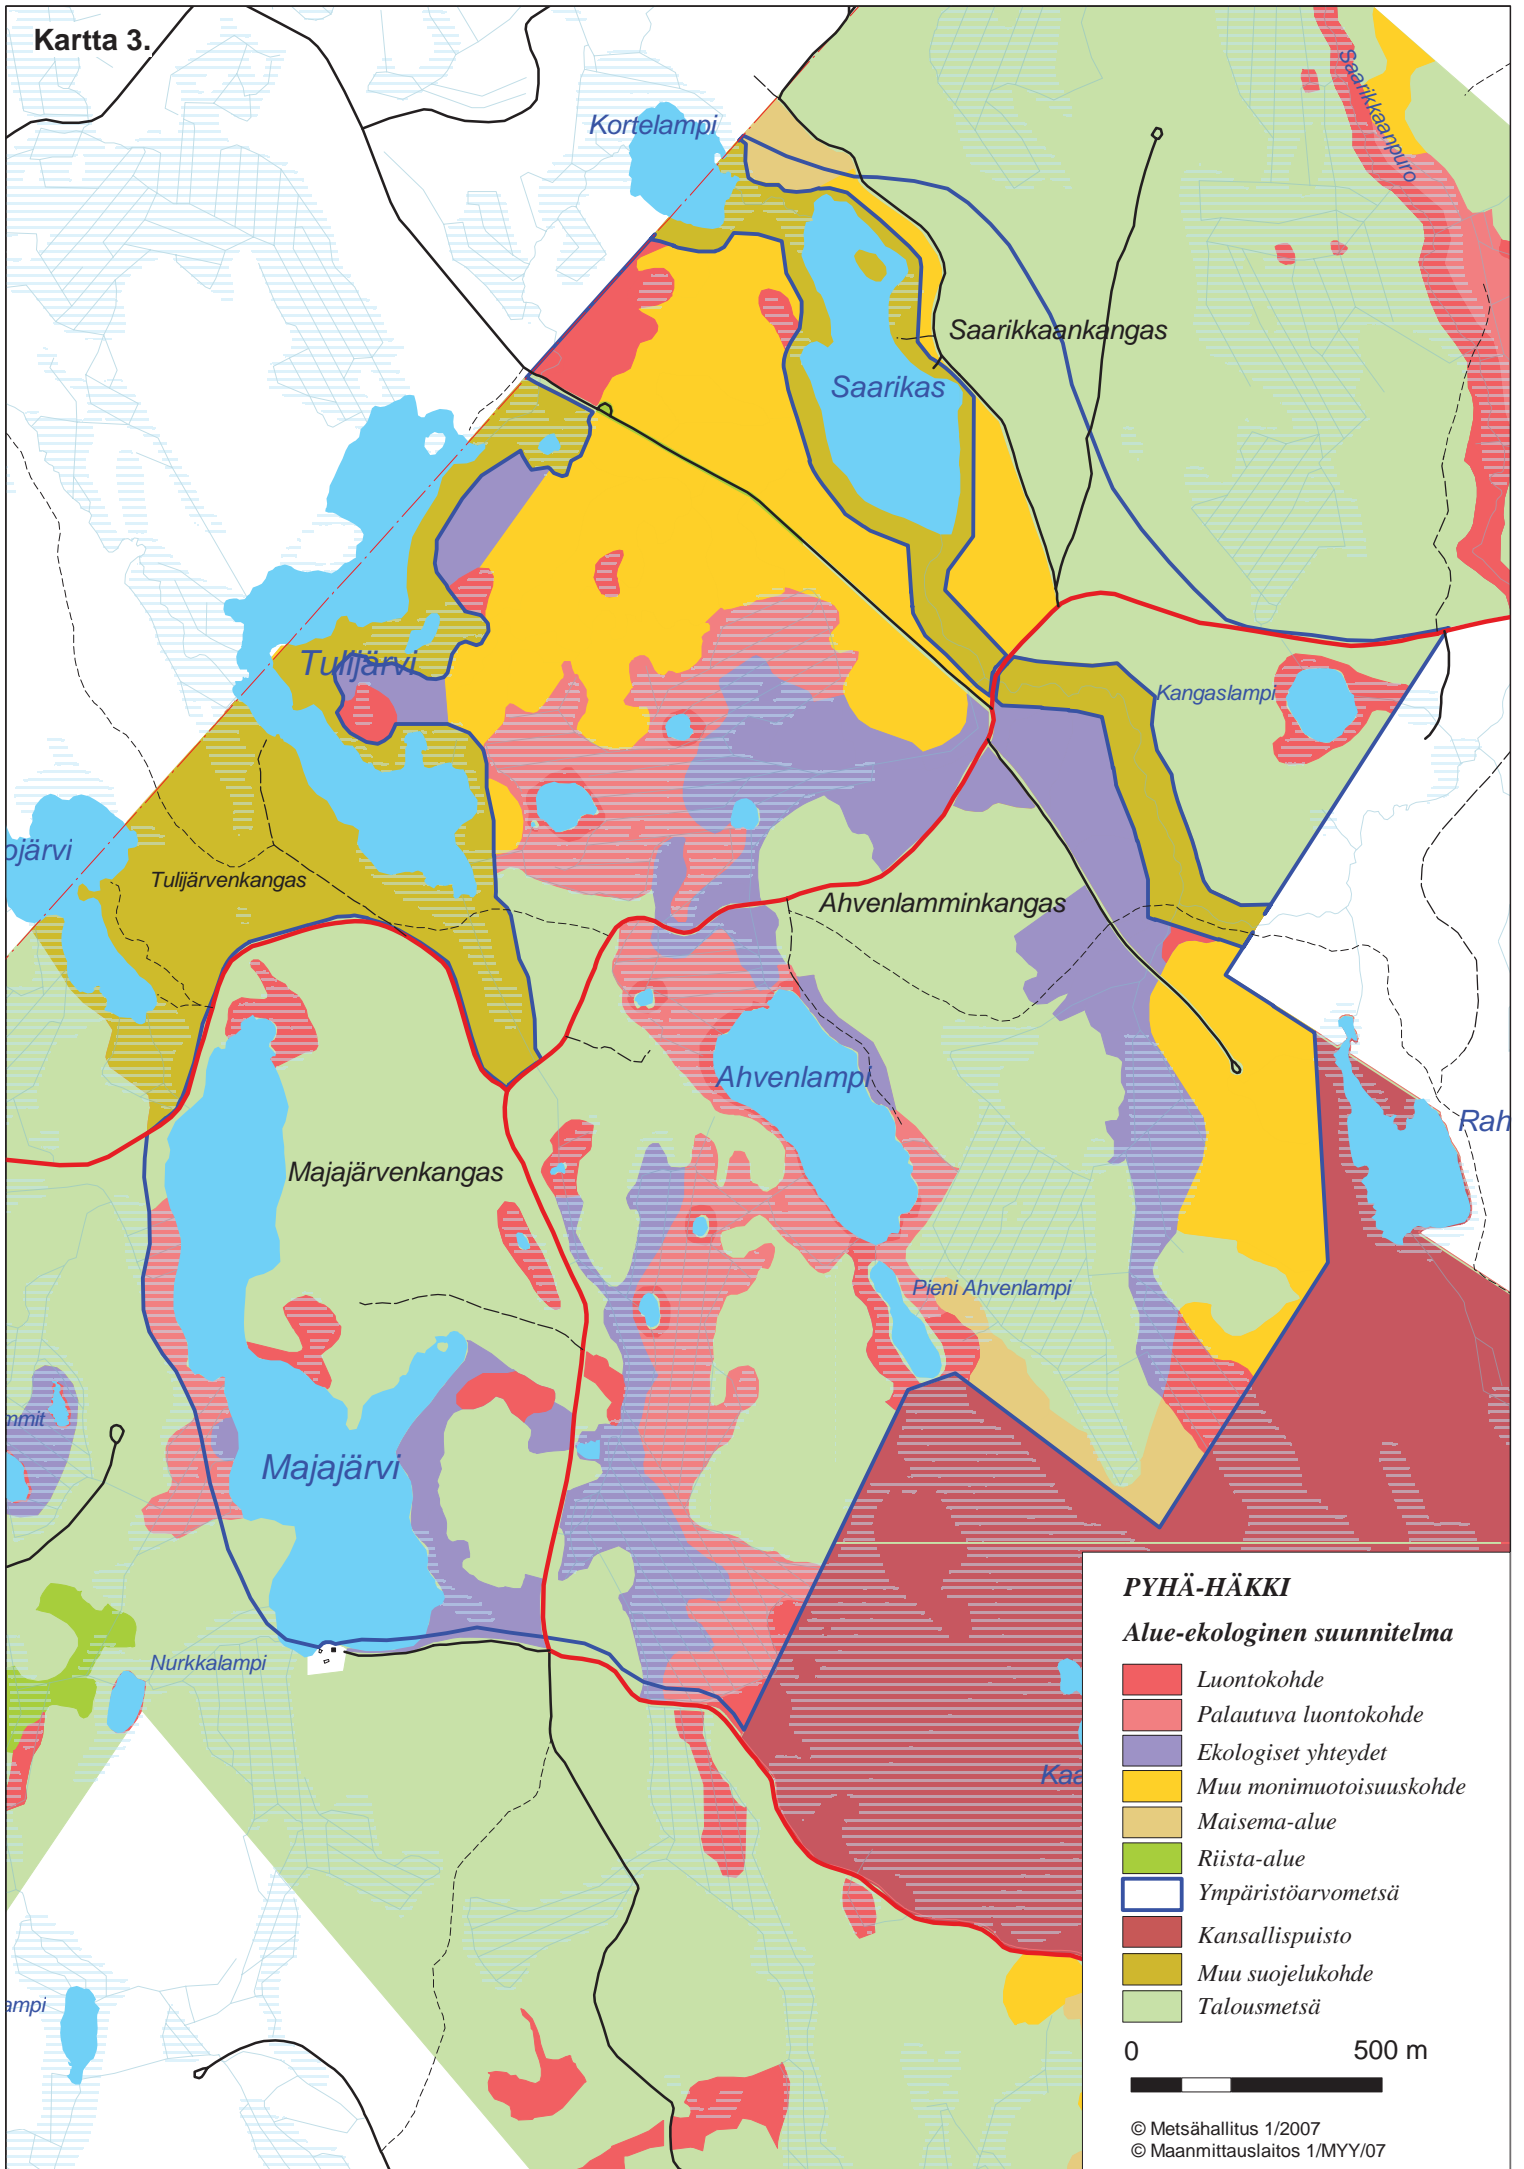 Kartta 3.
Kortelampi
Saarikkaanpuro
Saarikkaankangas
Saarikas
Tulijärvi
Kangaslampi
ojärvi
Tulijärvenkangas
Ahvenlamminkangas
Ahvenlampi
Rah
Majajärvenkangas
Pieni Ahvenlampi
mmit
Majajärvi
Nurkkalampi
Kaa
ampi
PYHÄ-HÄKKI
Alue-ekologinen suunnitelma
Luontokohde
Palautuva luontokohde
Ekologiset yhteydet
Muu monimuotoisuuskohde
Maisema-alue
Riista-alue
Ympäristöarvometsä
Kansallispuisto
Muu suojelukohde
Talousmetsä
0 500 m
© Metsähallitus 1/2007
© Maanmittauslaitos 1/MYY/07